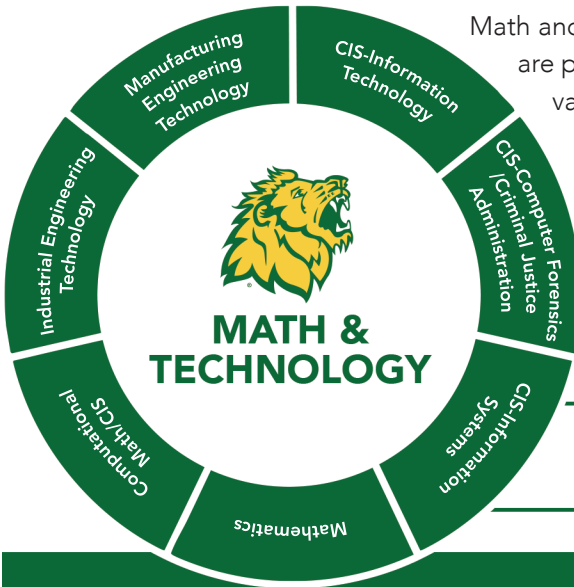 Math and
are p
va
CIS-Information
Technology
CIS-Computer Forensics
/Criminal Justice
Administration
CIS-Information
Systems
Mathematics
Computational
Math/CIS
Industrial Engineering
Technology
Manufacturing
Engineering
Technology
®
MATH &
TECHNOLOGY